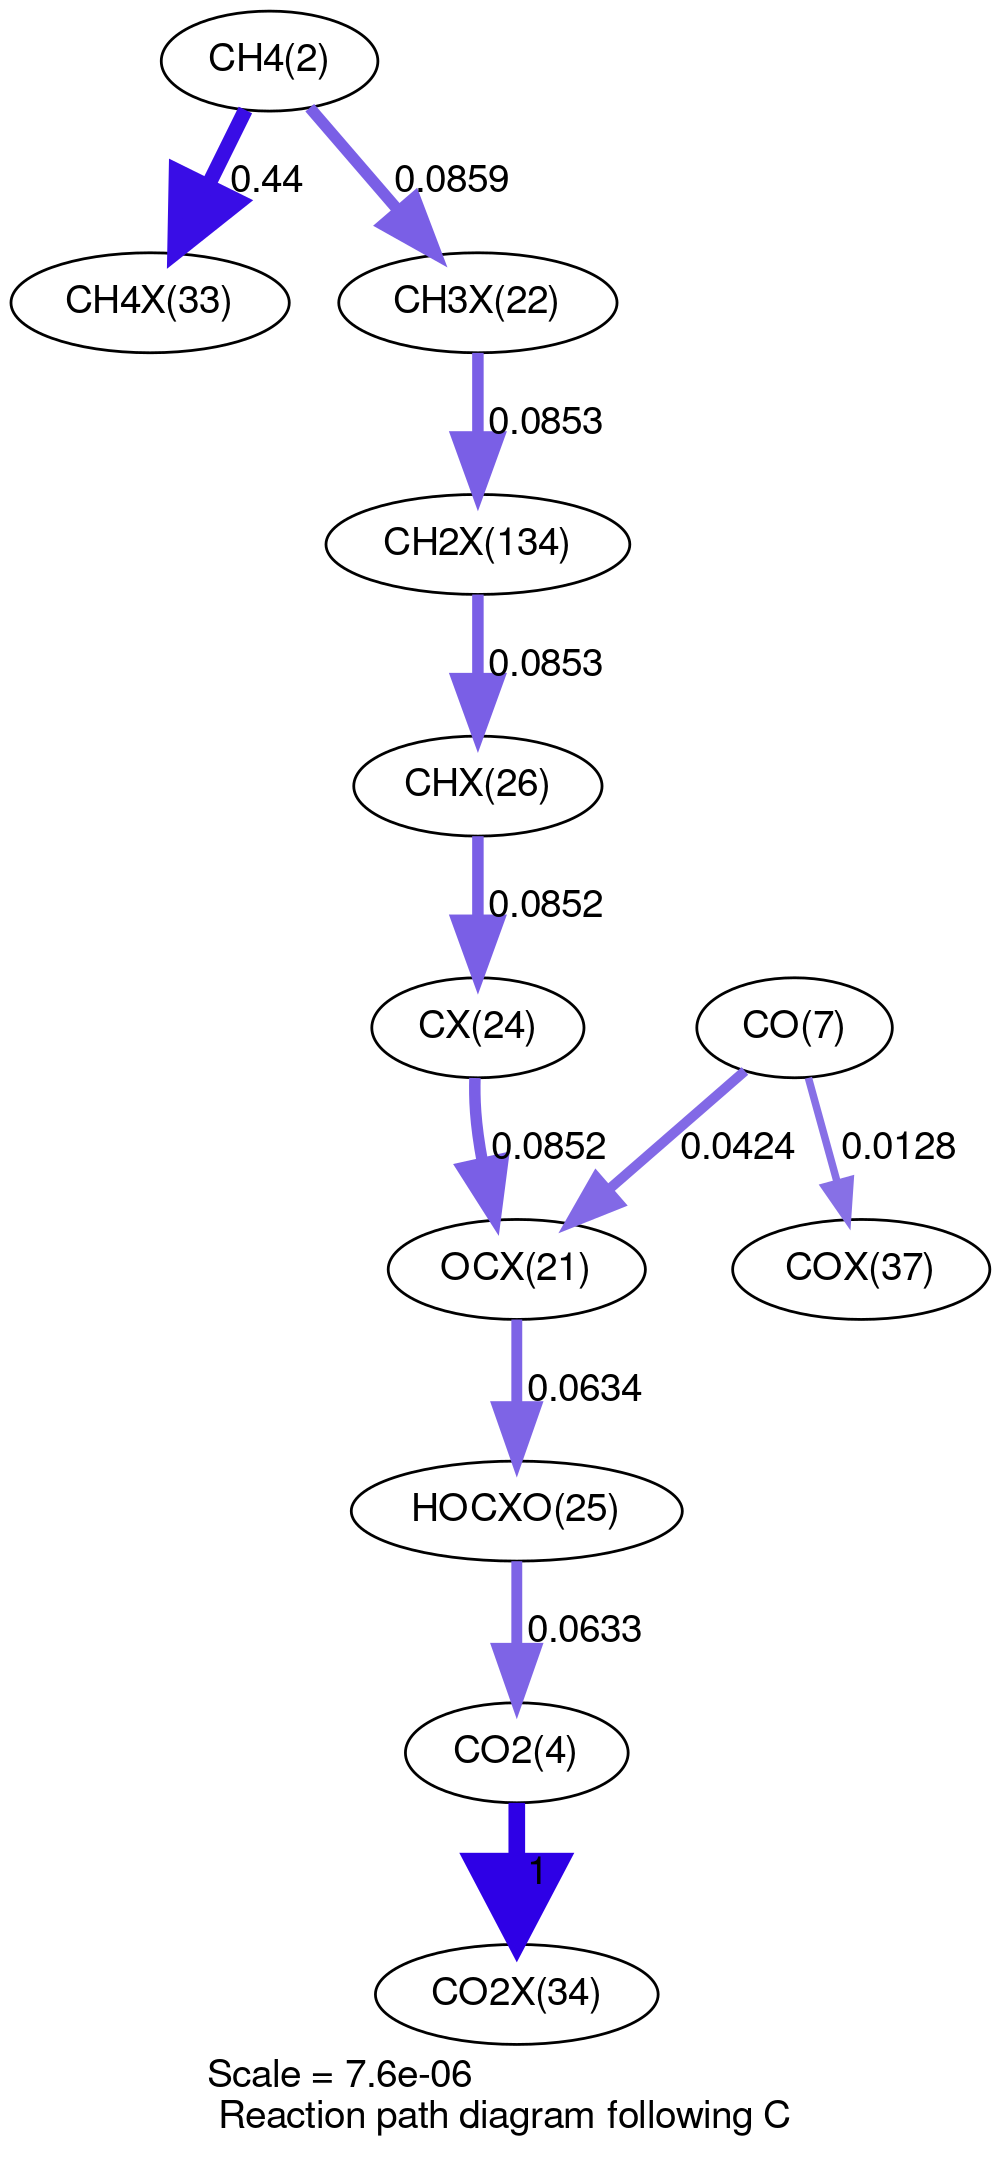 CH4(2)
0.44
0.0859
CH4X(33)
CH3X(22)
0.0853
CH2X(134)
0.0853
CHX(26)
0.0852
CX(24)
CO(7)
0.0852
0.0424
0.0128
OCX(21)
COX(37)
0.0634
HOCXO(25)
0.0633
CO2(4)
1
CO2X(34)
Scale = 7.6e-06
Reaction path diagram following C